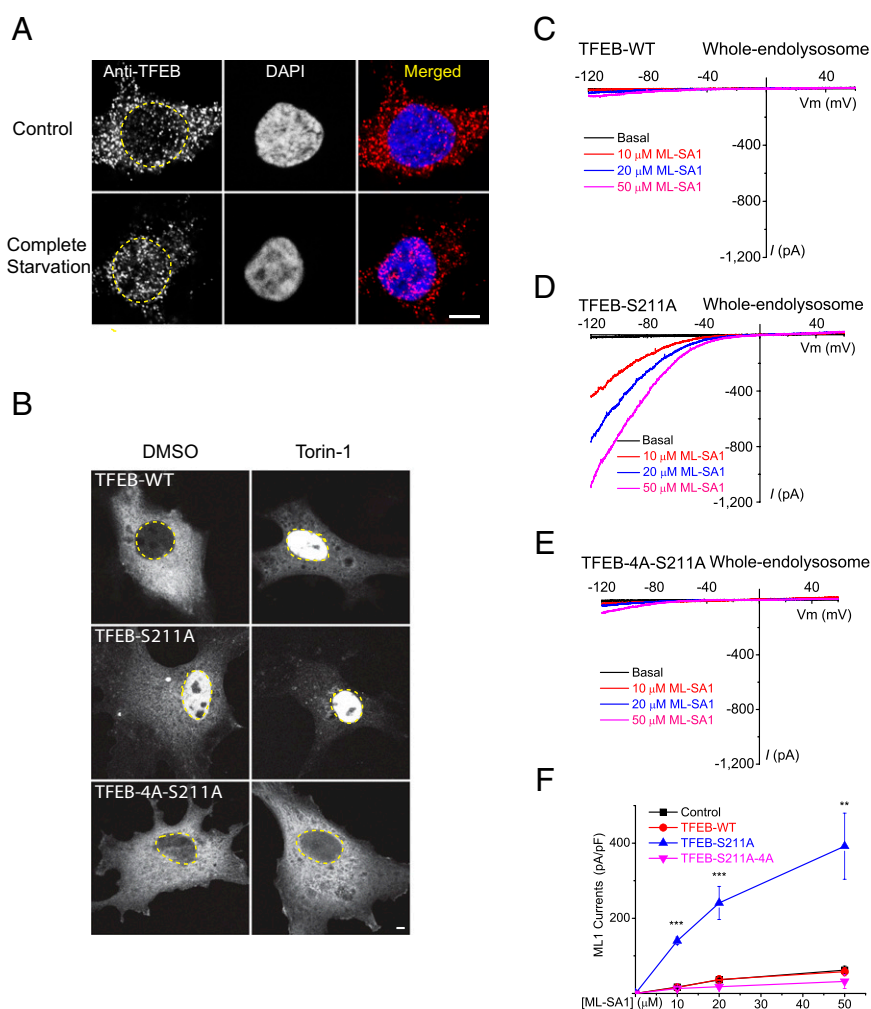 A
Anti-TFEB DAPI Merged
Control
Complete
Starvation
B
DMSO Torin-1
TFEB-WT
TFEB-S211A
TFEB-4A-S211A
C
TFEB-WT Whole-endolysosome
-120 -80 -40 40
Vm (mV)
Basal
10 μM ML-SA1
20 μM ML-SA1
50 μM ML-SA1
-400
-800
-1,200
I (pA)
D
TFEB-S211A Whole-endolysosome
-120 -80 -40 40
Vm (mV)
-400
Basal
10 μM ML-SA1
20 μM ML-SA1
50 μM ML-SA1
-800
-1,200
I (pA)
E
TFEB-4A-S211A Whole-endolysosome
-120 -80 -40 40
Vm (mV)
-400
Basal
10 μM ML-SA1
20 μM ML-SA1
50 μM ML-SA1
-800
-1,200
I (pA)
F
Control
TFEB-WT
TFEB-S211A
TFEB-S211A-4A
**
***
***
ML1 Currents (pA/pF)
400
200
[ML-SA1] (μM) 10 20 30 40 50